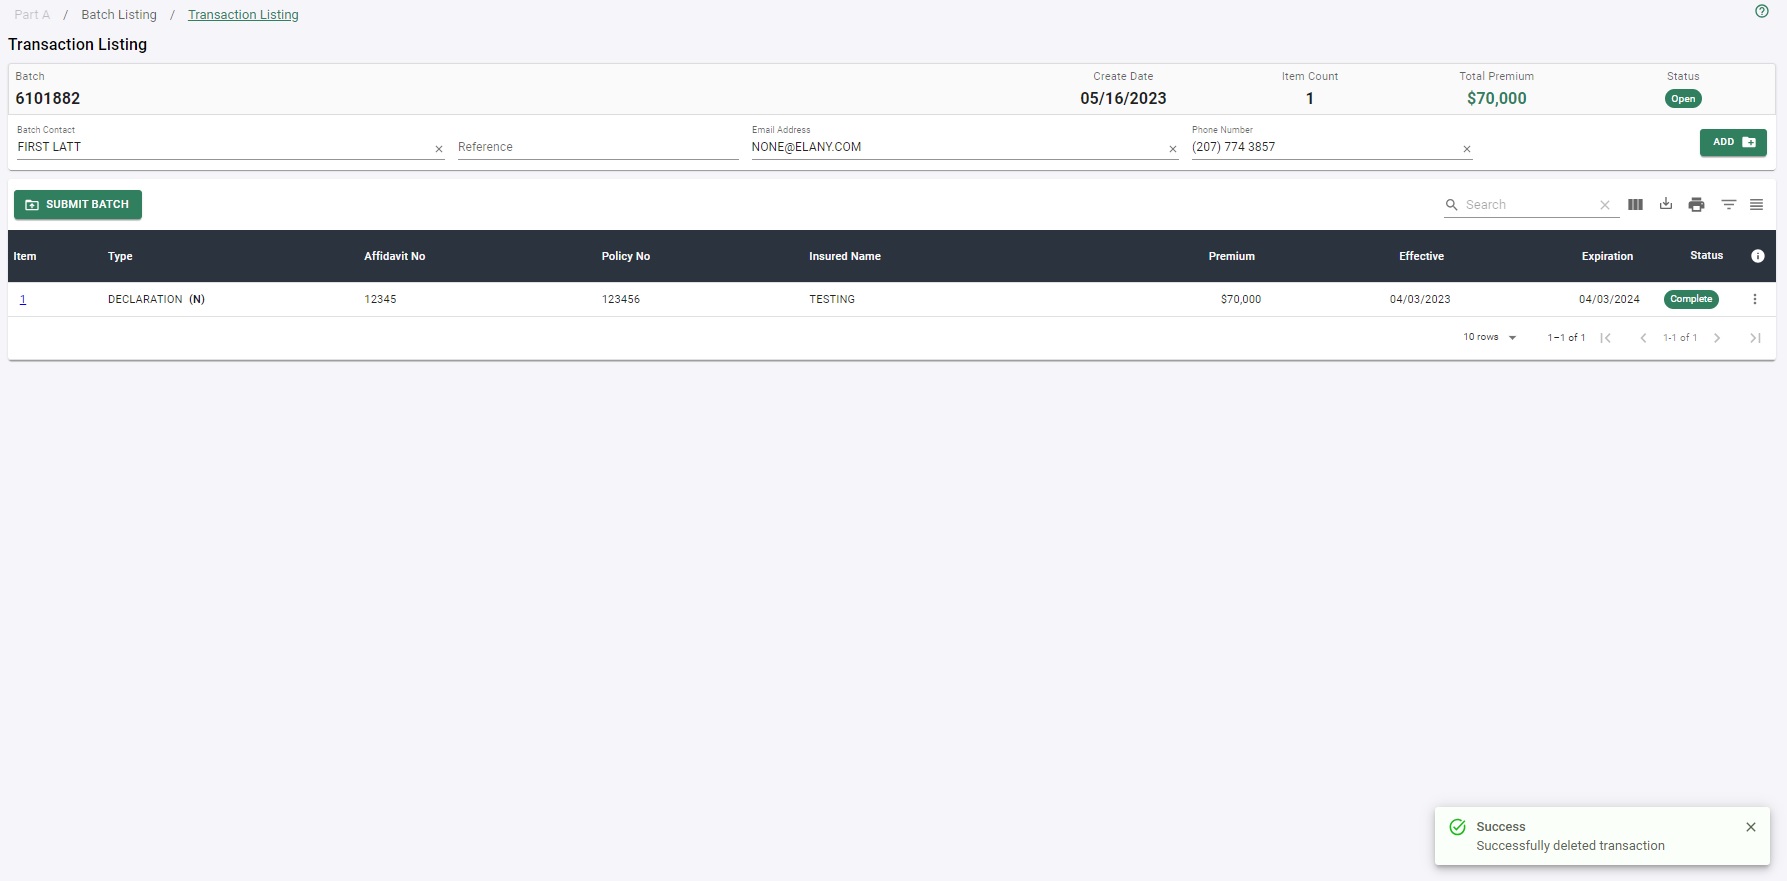 Part A / Batch Listing / Transaction Listing
Transaction Listing
Batch Create Date Item Count Total Premium Status
6101882 05/16/2023 1 $70,000 Open
Batch Contact Email Address Phone Number
FIRST LATT Reference NONE@ELANY.COM (207) 774 3857 ADD
SUBMIT BATCH Search
Item Type Affidavit No Policy No Insured Name Premium Effective Expiration Status
1 DECLARATION (N) 12345 123456 TESTING $70,000 04/03/2023 04/03/2024 Complete
10 rows 1–1 of 1 1-1 of 1
Success
Successfully deleted transaction